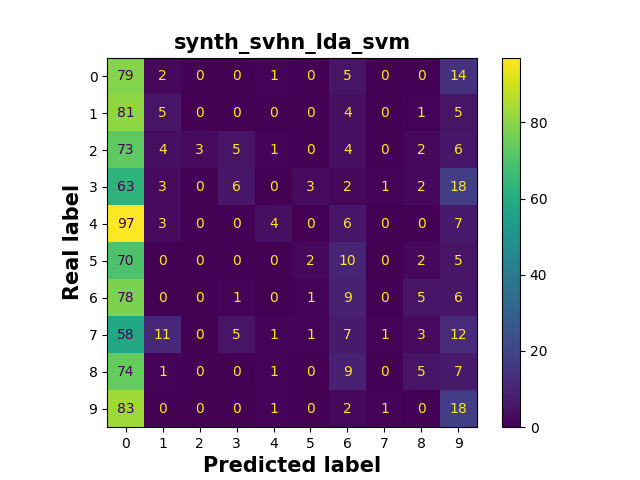 synth_svhn_lda_svm
0 79 2 0 0 1 0 5 0 0 14
1 81 5 0 0 0 0 4 0 1 5
2 73 4 3 5 1 0 4 0 2 6
3 63 3 0 6 0 3 2 1 2 18
4 97 3 0 0 4 0 6 0 0 7
5 70 0 0 0 0 2 10 0 2 5
6 78 0 0 1 0 1 9 0 5 6
7 58 11 0 5 1 1 7 1 3 12
8 74 1 0 0 1 0 9 0 5 7
9 83 0 0 0 1 0 2 1 0 18
0 1 2 3 4 5 6 7 8 9
Real label
Predicted label
80
60
40
20
0